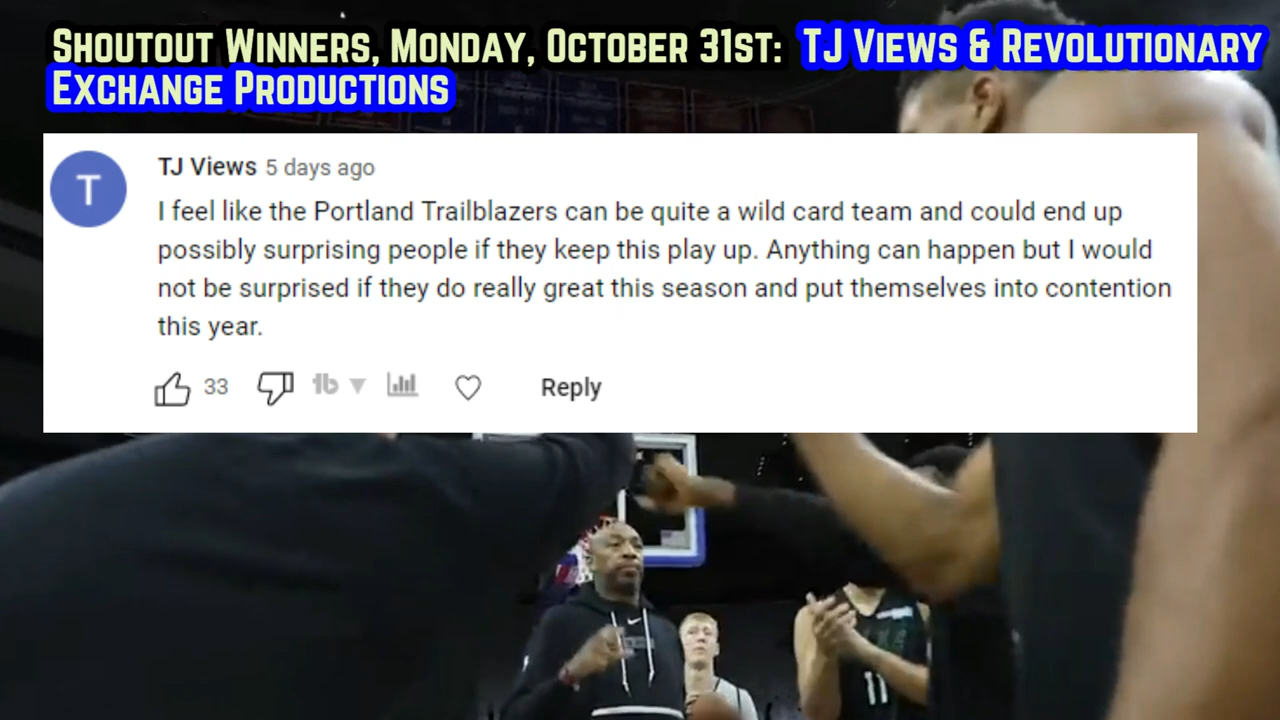 Shoutout Winners, Monday, October 31st: TJ Views & Revolutionary
Exchange Productions
T
TJ Views 5 days ago
I feel like the Portland Trailblazers can be quite a wild card team and could end up
possibly surprising people if they keep this play up. Anything can happen but I would
not be surprised if they do really great this season and put themselves into contention
this year.
33
tb
Reply
11